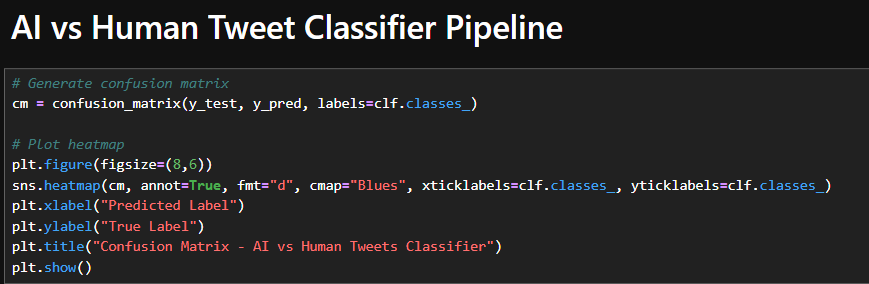 AI vs Human Tweet Classifier Pipeline
# Generate confusion matrix
cm = confusion_matrix(y_test, y_pred, labels=clf.classes_)
# Plot heatmap
plt.figure(figsize=(8,6))
sns.heatmap(cm, annot=True, fmt="d", cmap="Blues", xticklabels=clf.classes_, yticklabels=clf.classes_)
plt.xlabel("Predicted Label")
plt.ylabel("True Label")
plt.title("Confusion Matrix - AI vs Human Tweets Classifier")
plt.show()